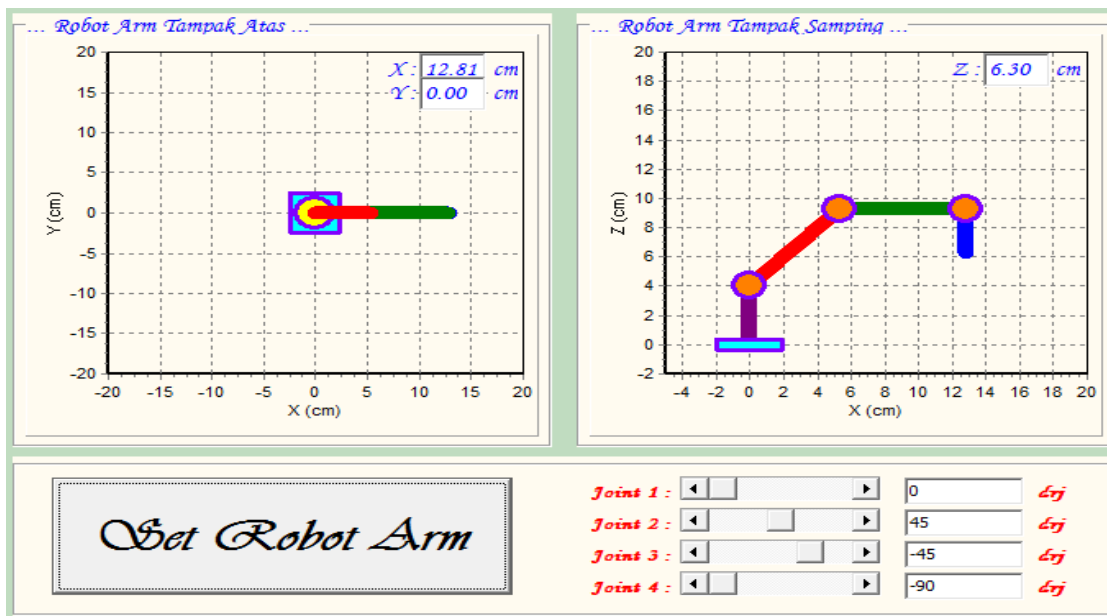 ... Robot Arm Tampak Atas ...
X : 12.81 cm
Y : 0.00 cm
20
15
10
5
0
-5
-10
-15
-20
Y (cm)
-20 -15 -10 -5 0 5 10 15 20
X (cm)
... Robot Arm Tampak Samping ...
Z : 6.30 cm
20
18
16
14
12
10
8
6
4
2
0
-2
Z (cm)
-4 -2 0 2 4 6 8 10 12 14 16 18 20
X (cm)
Set Robot Arm
Joint 1 : 0 drj
Joint 2 : 45 drj
Joint 3 : -45 drj
Joint 4 : -90 drj